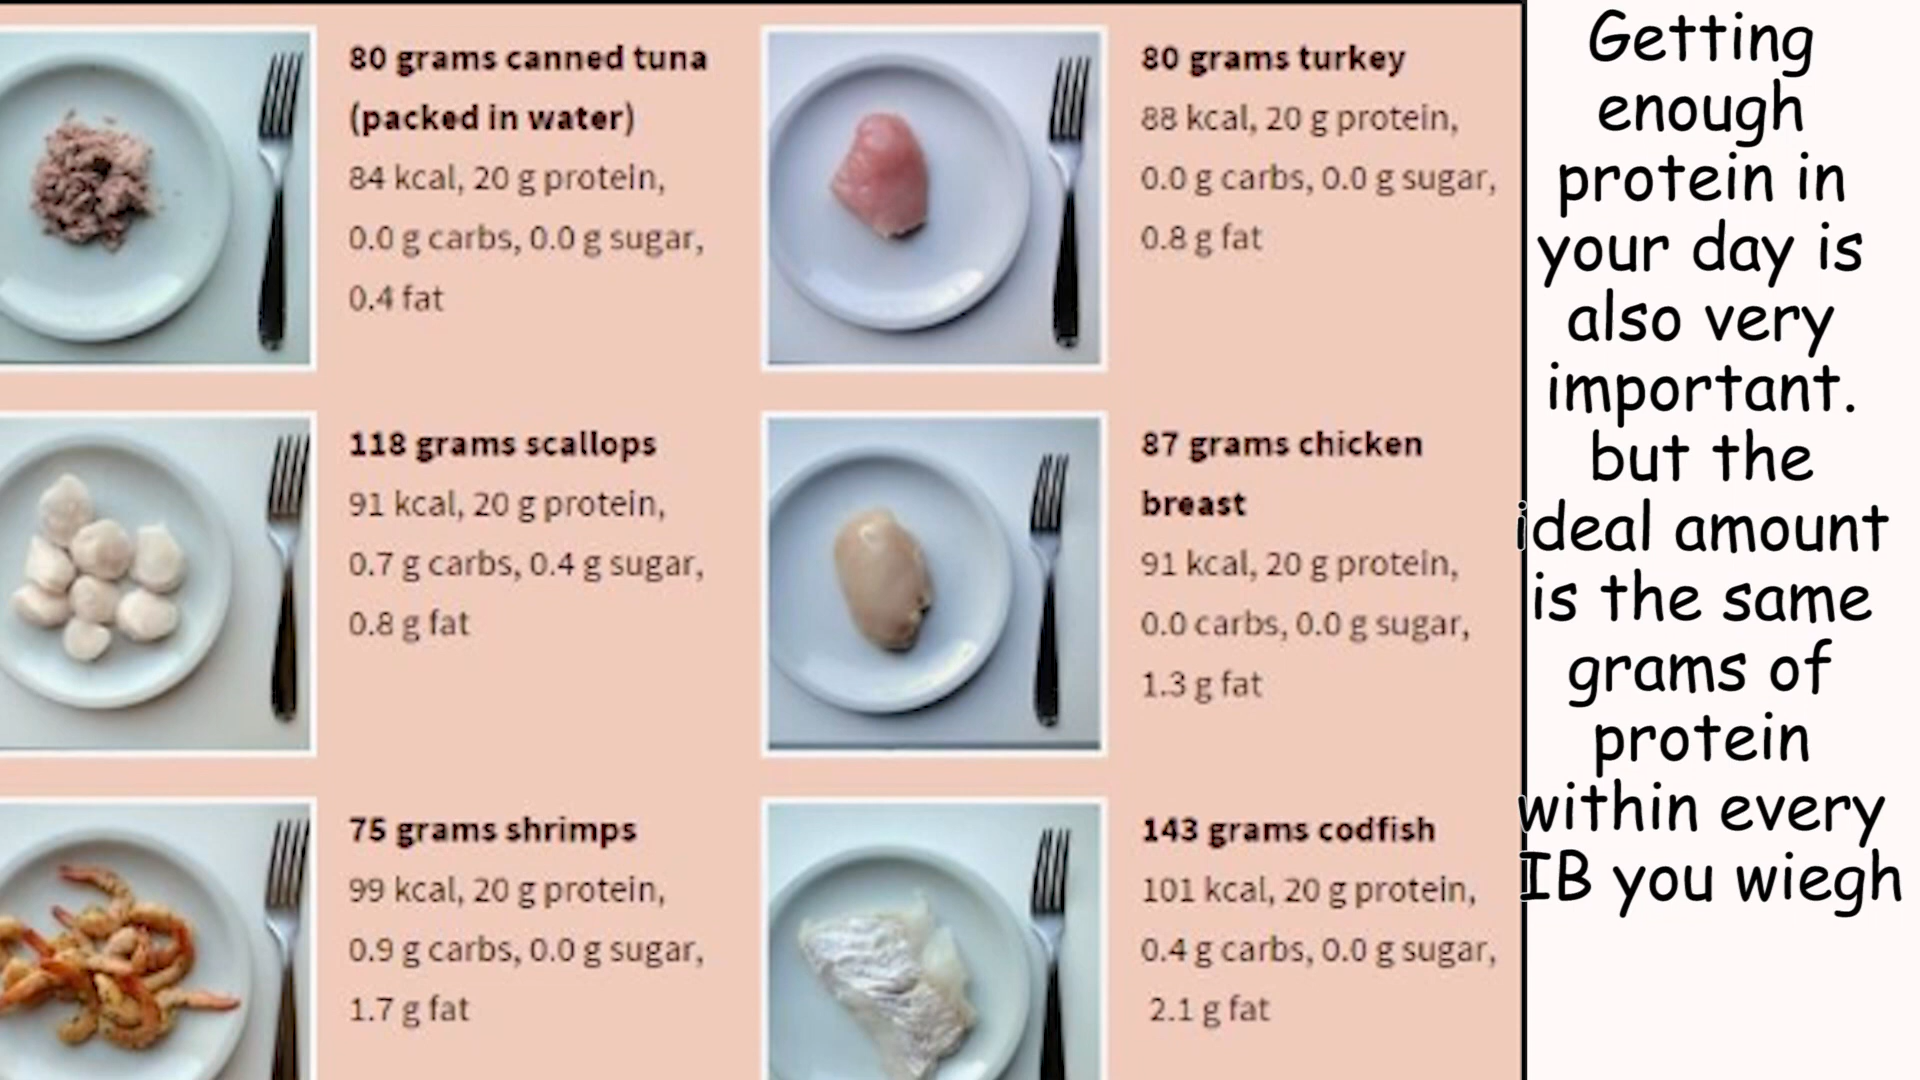 80 grams canned tuna
(packed in water)
84 kcal, 20 g protein,
0.0 g carbs, 0.0 g sugar,
0.4 fat
80 grams turkey
88 kcal, 20 g protein,
0.0 g carbs, 0.0 g sugar,
0.8 g fat
118 grams scallops
91 kcal, 20 g protein,
0.7 g carbs, 0.4 g sugar,
0.8 g fat
87 grams chicken
breast
91 kcal, 20 g protein,
0.0 carbs, 0.0 g sugar,
1.3 g fat
75 grams shrimps
99 kcal, 20 g protein,
0.9 g carbs, 0.0 g sugar,
1.7 g fat
143 grams codfish
101 kcal, 20 g protein,
0.4 g carbs, 0.0 g sugar,
2.1 g fat
Getting
enough
protein in
your day is
also very
important.
but the
ideal amount
is the same
grams of
protein
within every
IB you wiegh